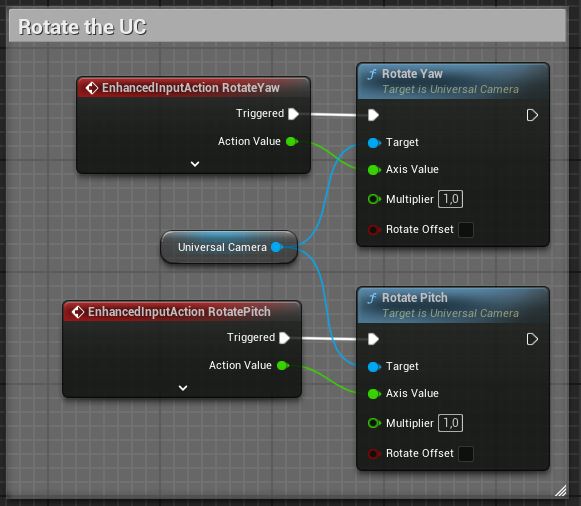 Rotate the UC
EnhancedInputAction RotateYaw
Triggered
Action Value
f Rotate Yaw
Target is Universal Camera
Target
Axis Value
Multiplier 1,0
Rotate Offset
Universal Camera
EnhancedInputAction RotatePitch
Triggered
Action Value
f Rotate Pitch
Target is Universal Camera
Target
Axis Value
Multiplier 1,0
Rotate Offset